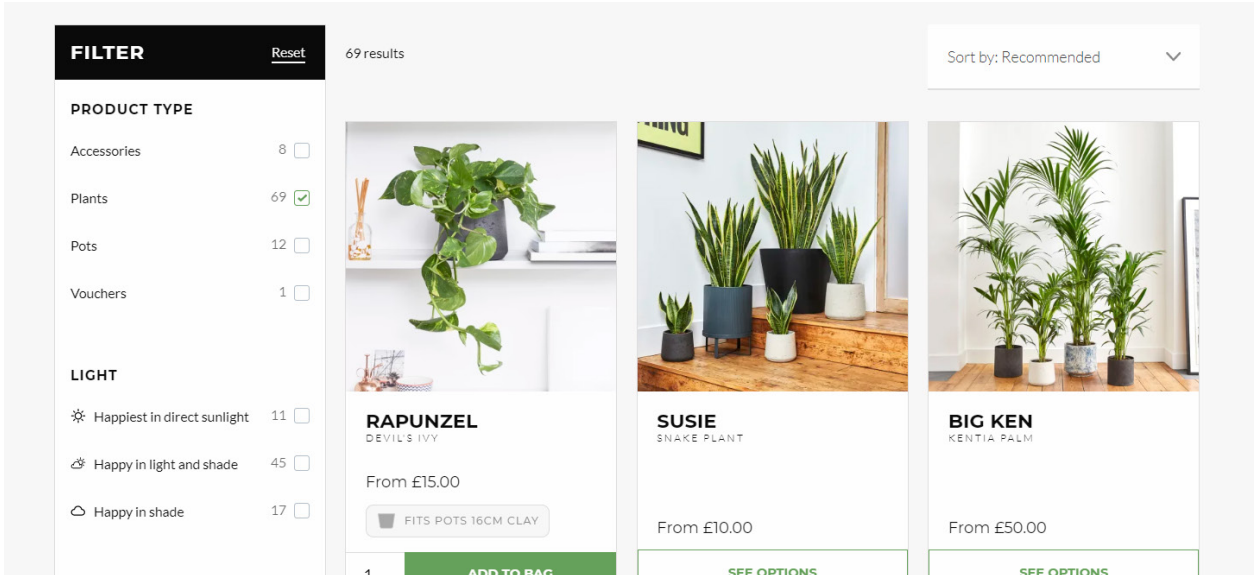 FILTER
Reset
PRODUCT TYPE
Accessories 8
Plants 69
Pots 12
Vouchers 1
LIGHT
Happiest in direct sunlight 11
Happy in light and shade 45
Happy in shade 17
69 results
Sort by: Recommended
RAPUNZEL
DEVIL'S IVY
From £15.00
FITS POTS 16CM CLAY
1
ADD TO BAG
SUSIE
SNAKE PLANT
From £10.00
SEE OPTIONS
BIG KEN
KENTIA PALM
From £50.00
SEE OPTIONS